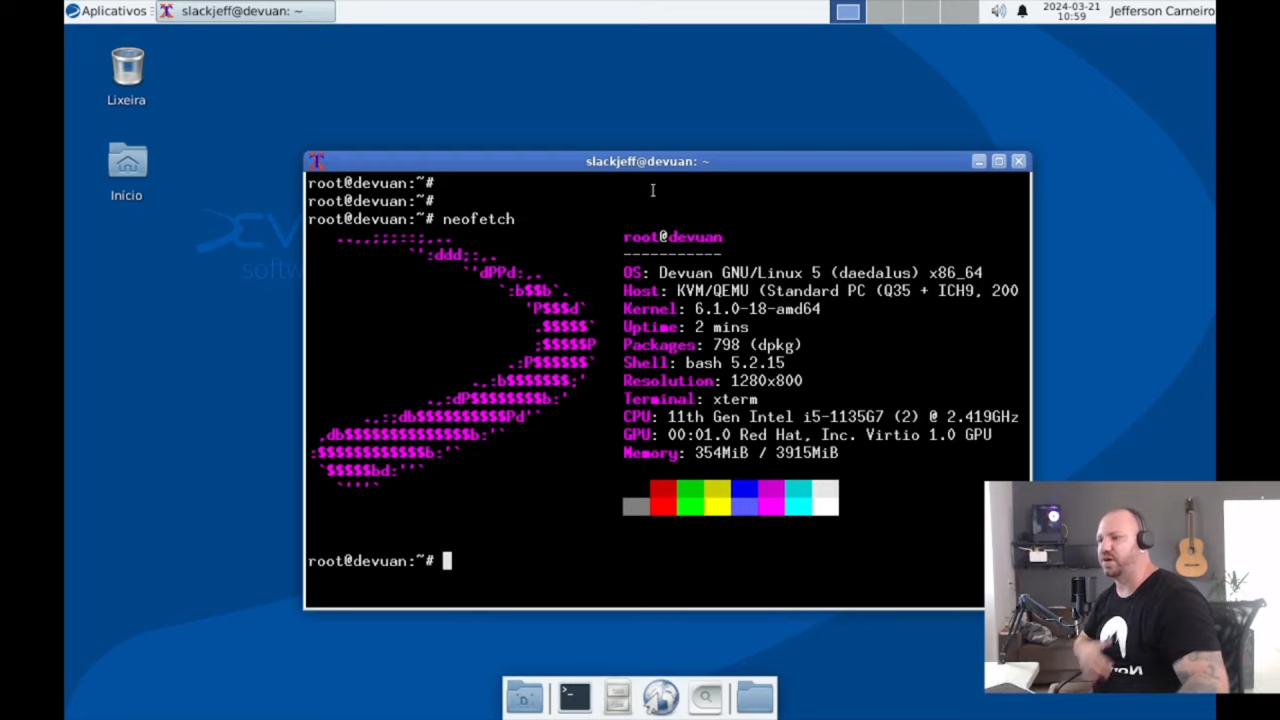 Aplicativos
slackjeff@devuan: ~
2024-03-21
10:59
Jefferson Carneiro
Lixeira
Início
slackjeff@devuan: ~
root@devuan:~#
root@devuan:~#
root@devuan:~# neofetch
root@devuan
-----------
OS: Devuan GNU/Linux 5 (daedalus) x86_64
Host: KVM/QEMU (Standard PC (Q35 + ICH9, 200
Kernel: 6.1.0-18-amd64
Uptime: 2 mins
Packages: 798 (dpkg)
Shell: bash 5.2.15
Resolution: 1280x800
Terminal: xterm
CPU: 11th Gen Intel i5-1135G7 (2) @ 2.419GHz
GPU: 00:01.0 Red Hat, Inc. Virtio 1.0 GPU
Memory: 354MiB / 3915MiB
root@devuan:~#